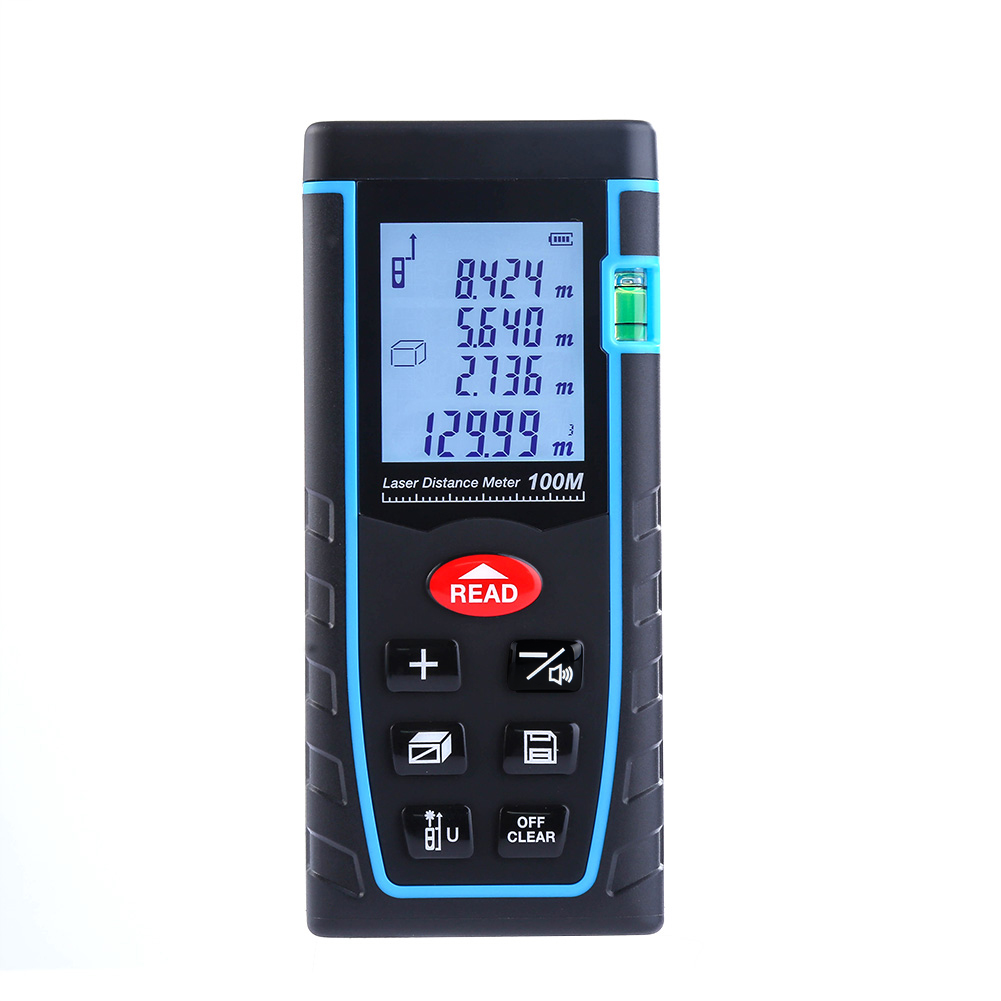 8.424 m
5.640 m
2.736 m
129.99 m³
Laser Distance Meter 100M
READ
U
OFF
CLEAR